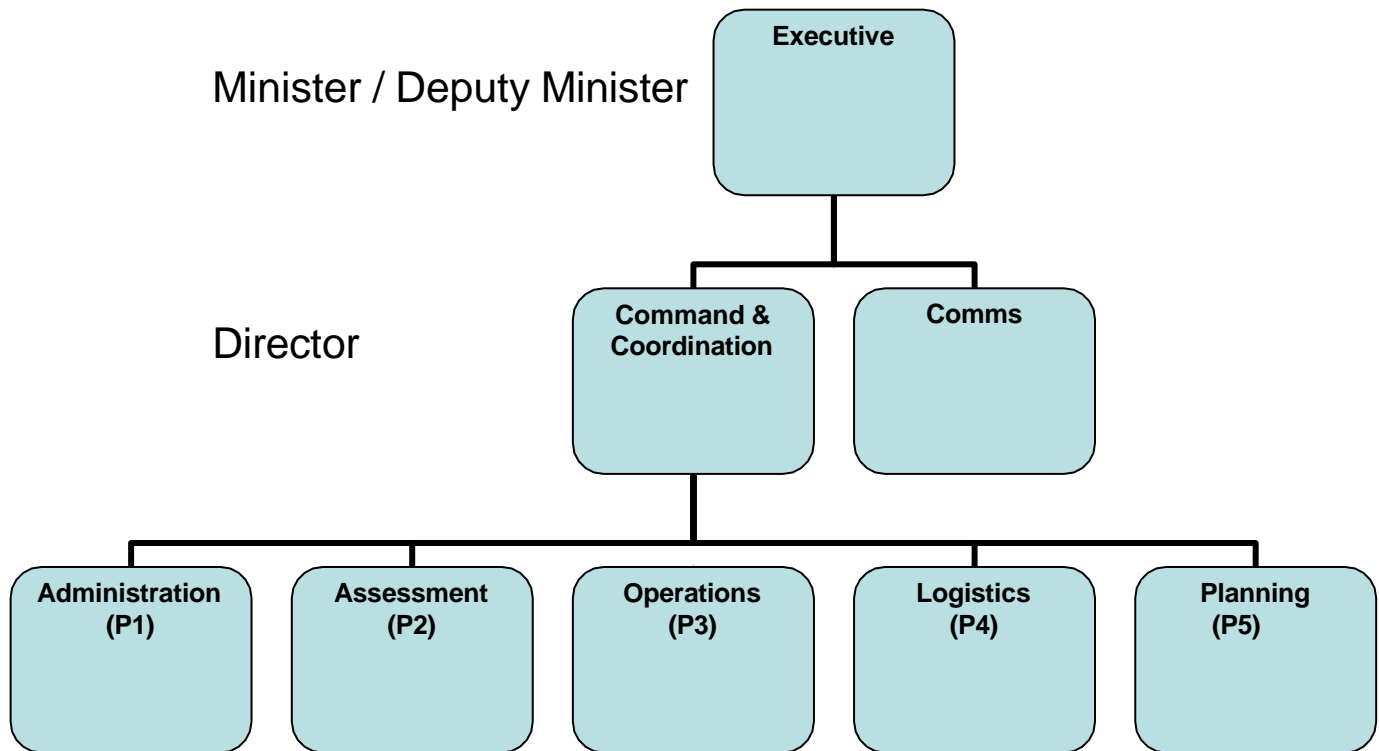 Executive
Minister / Deputy Minister
Command &
Coordination
Comms
Director
Administration
(P1)
Assessment
(P2)
Operations
(P3)
Logistics
(P4)
Planning
(P5)